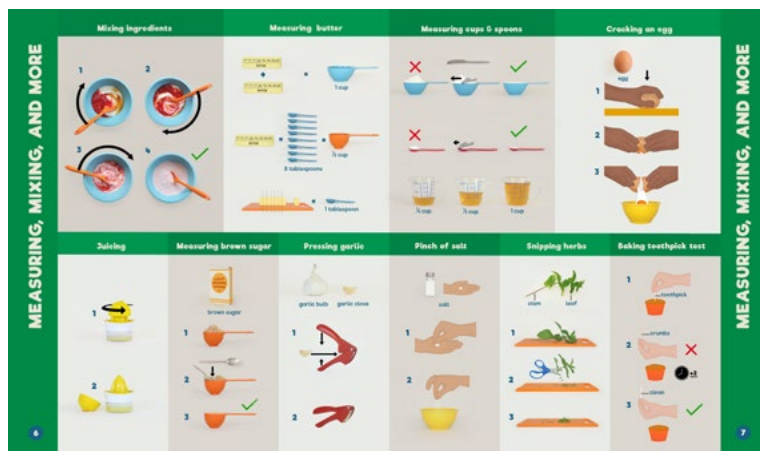 MEASURING, MIXING, AND MORE
Mixing ingredients
1
2
3
4
Measuring butter
+
=
1 cup
=
=
8 tablespoons
½ cup
=
1 tablespoon
Measuring cups & spoons
½ cup
1 cup
Cracking an egg
egg
1
2
3
Juicing
1
2
Measuring brown sugar
brown sugar
1
2
3
Pressing garlic
garlic bulb
garlic clove
1
2
Pinch of salt
salt
1
2
Snipping herbs
stem
leaf
1
2
3
Baking toothpick test
1
toothpick
2
crumbs
3
clean
MEASURING, MIXING, AND MORE
6
7